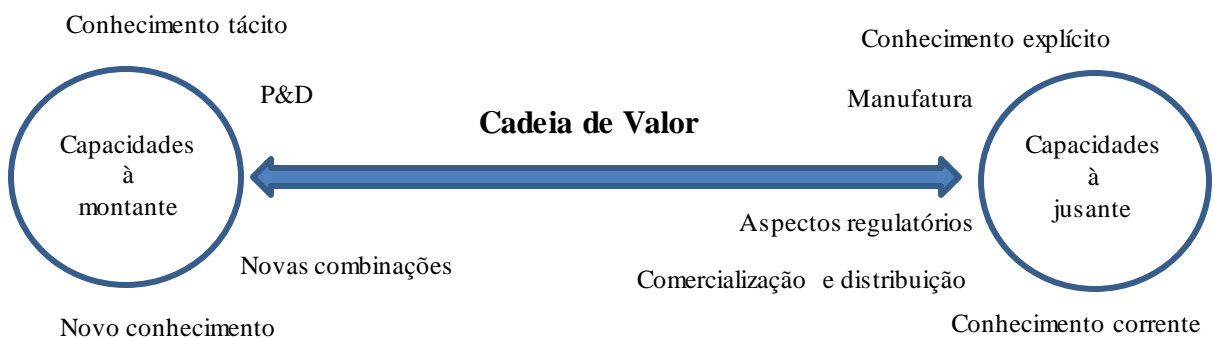 Conhecimento tácito
Conhecimento explícito
P&D
Manufatura
Cadeia de Valor
Capacidades
à
montante
Capacidades
à
jusante
Aspectos regulatórios
Novas combinações
Comercialização e distribuição
Novo conhecimento
Conhecimento corrente